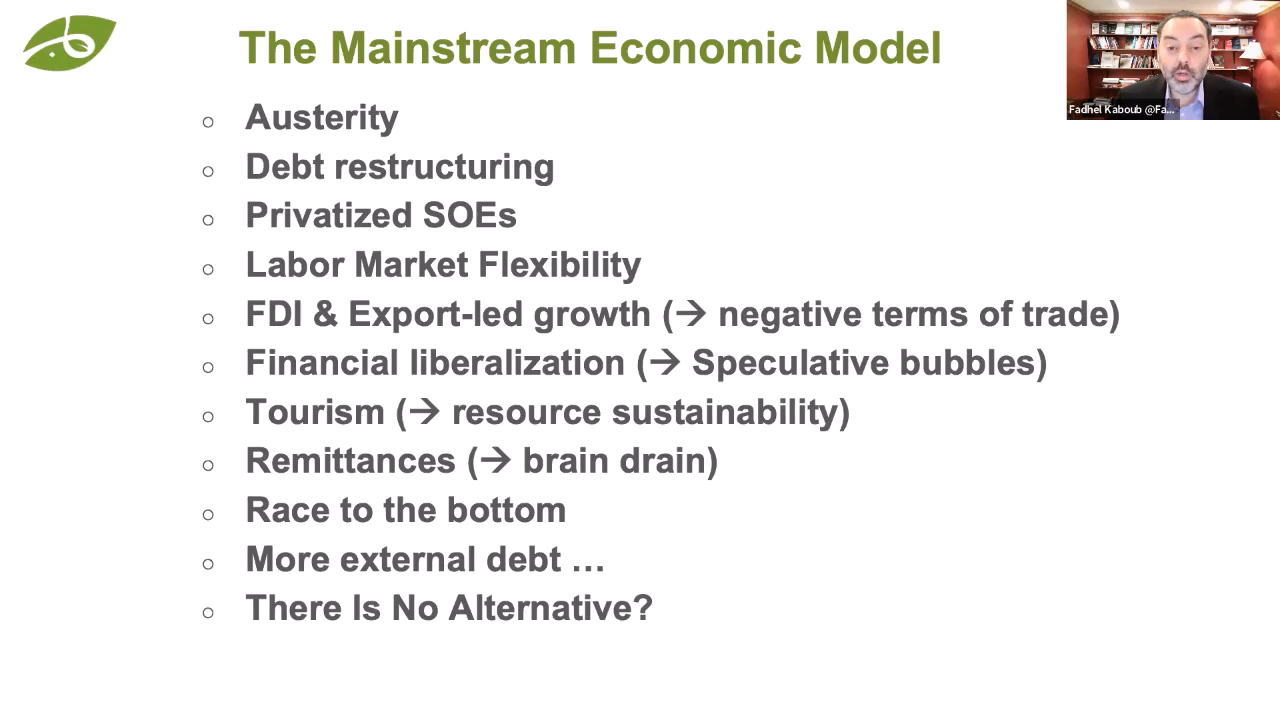 The Mainstream Economic Model
Fadhel Kaboub @Fa...
○ Austerity
○ Debt restructuring
○ Privatized SOEs
○ Labor Market Flexibility
○ FDI & Export-led growth (→ negative terms of trade)
○ Financial liberalization (→ Speculative bubbles)
○ Tourism (→ resource sustainability)
○ Remittances (→ brain drain)
○ Race to the bottom
○ More external debt …
○ There Is No Alternative?